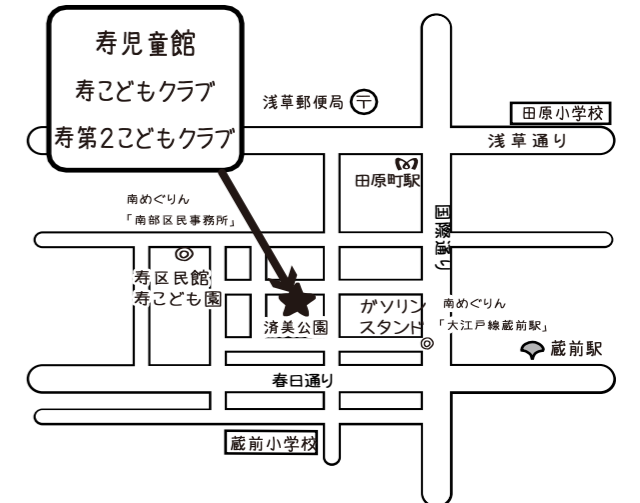 寿児童館
寿こどもクラブ
寿第2こどもクラブ
浅草郵便局
〒
田原小学校
浅草通り
田原町駅
南めぐりん
「南部区民事務所」
国際通り
寿区民館
寿こども園
済美公園
がソリン
スタンド
南めぐりん
「大江戸線蔵前駅」
蔵前駅
春日通り
蔵前小学校